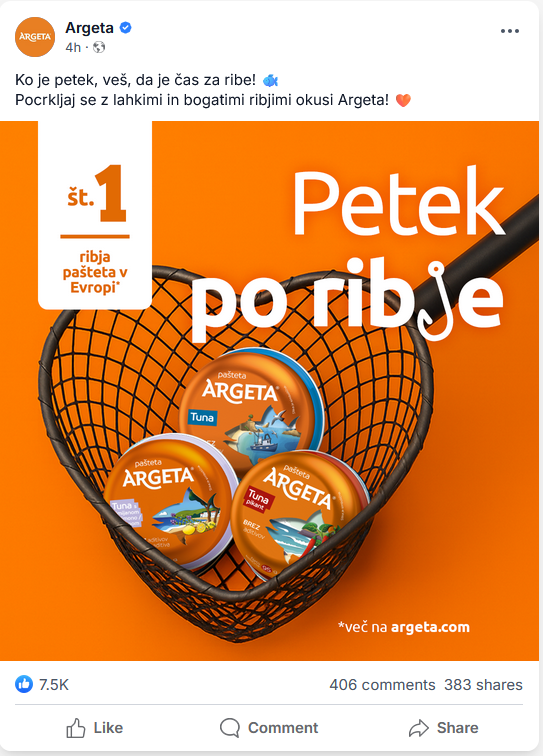 ARGETA
Argeta
4h ·
Ko je petek, veš, da je čas za ribe! 🐟
Pocrkljaj se z lahkimi in bogatimi ribjimi okusi Argeta! 🧡
št.1
ribja
pašteta v
Evropi*
Petek
po ribje
pašteta
ARGETA
Tuna
pašteta
ARGETA
Tuna
pašteta
ARGETA
Tuna
pikant
BREZ
*več na argeta.com
7.5K
406 comments 383 shares
Like Comment Share